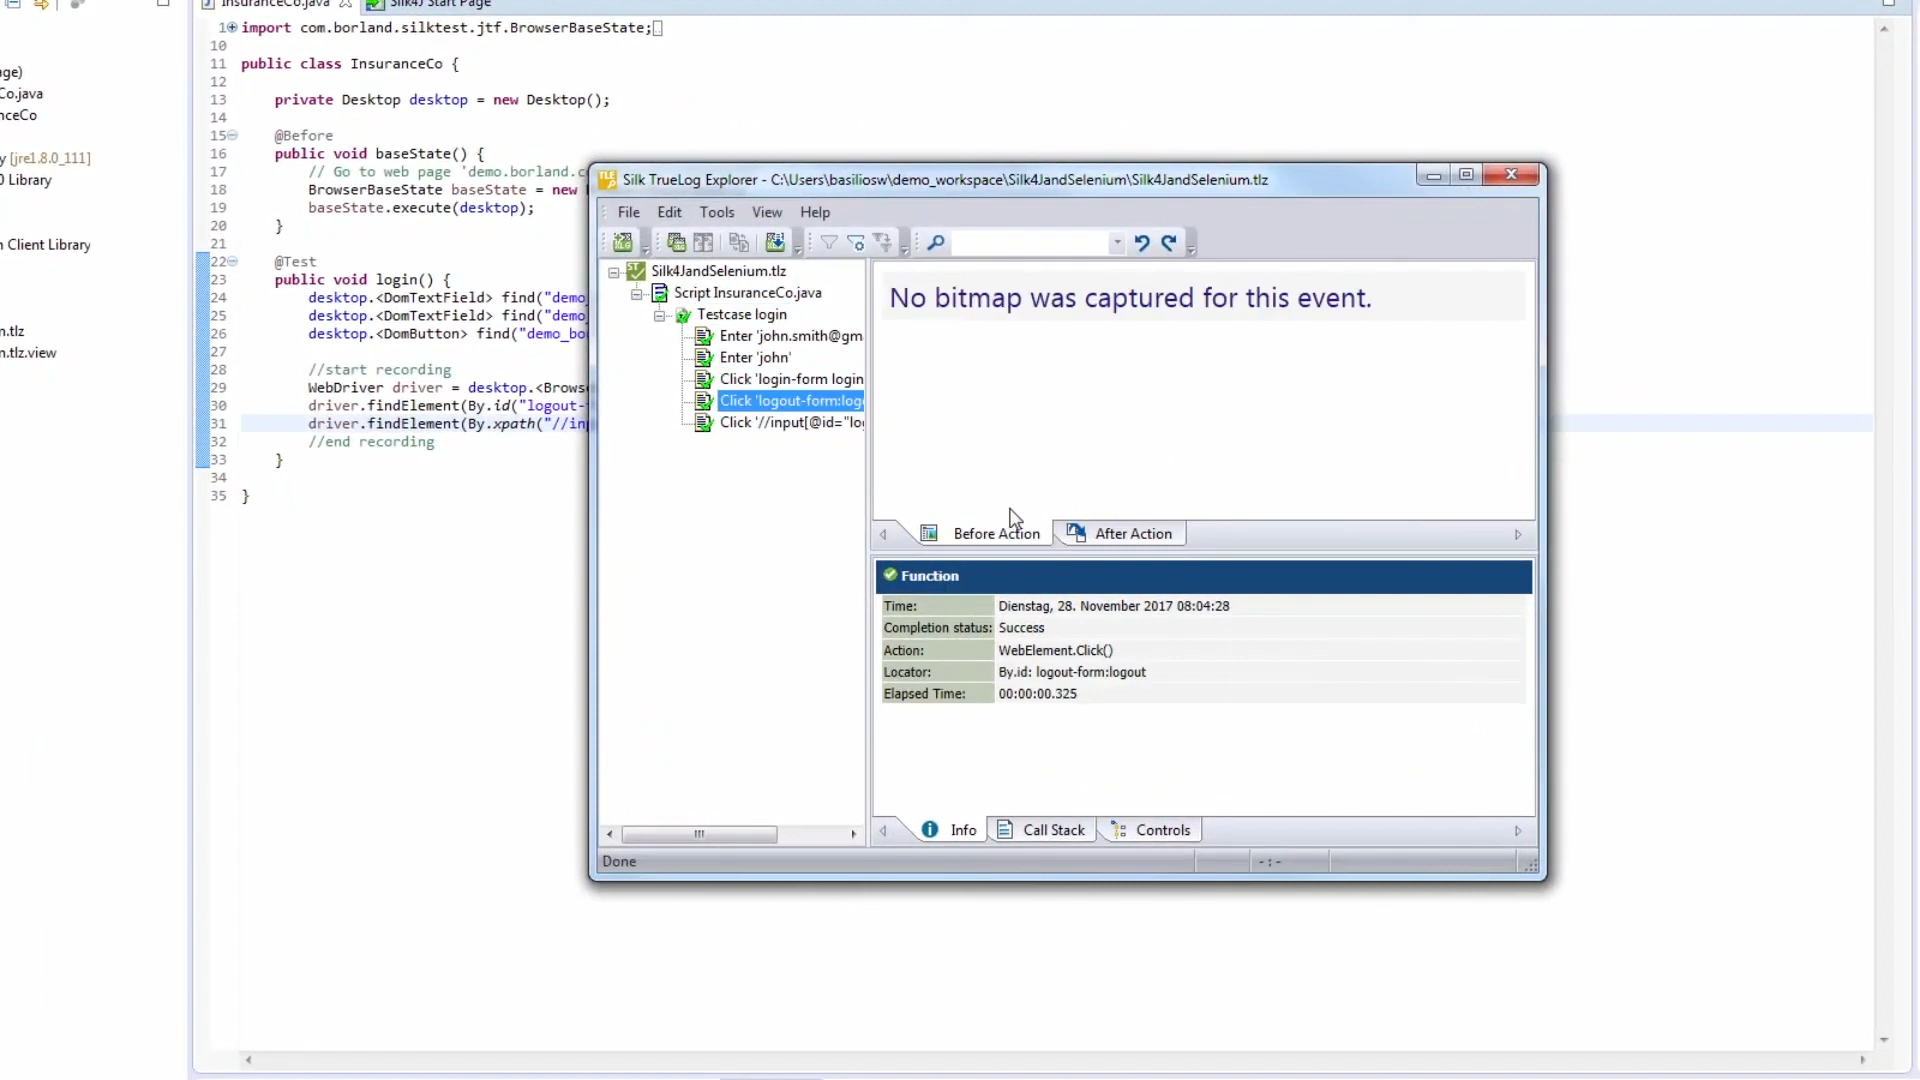 InsuranceCo.java
Silk4J Start Page
age)
Co.java
nceCo
y [jre1.8.0_111]
0 Library
n Client Library
n.tlz
m.tlz.view
1 import com.borland.silktest.jtf.BrowserBaseState;
10
11 public class InsuranceCo {
12
13 private Desktop desktop = new Desktop();
14
15 @Before
16 public void baseState() {
17 // Go to web page 'demo.borland.c
18 BrowserBaseState baseState = new
19 baseState.execute(desktop);
20 }
21
22 @Test
23 public void login() {
24 desktop.<DomTextField> find("demo_
25 desktop.<DomTextField> find("demo_
26 desktop.<DomButton> find("demo_bo
27
28 //start recording
29 WebDriver driver = desktop.<Brows
30 driver.findElement(By.id("logout-
31 driver.findElement(By.xpath("//in
32 //end recording
33 }
34
35 }
Silk TrueLog Explorer - C:\Users\basiliosw\demo_workspace\Silk4JandSelenium\Silk4JandSelenium.tlz
File Edit Tools View Help
Silk4JandSelenium.tlz
Script InsuranceCo.java
Testcase login
Enter 'john.smith@gm
Enter 'john'
Click 'login-form login
Click 'logout-form:log
Click '//input[@id="lo
No bitmap was captured for this event.
Before Action After Action
Function
Time: Dienstag, 28. November 2017 08:04:28
Completion status: Success
Action: WebElement.Click()
Locator: By.id: logout-form:logout
Elapsed Time: 00:00:00.325
Info Call Stack Controls
Done -:-